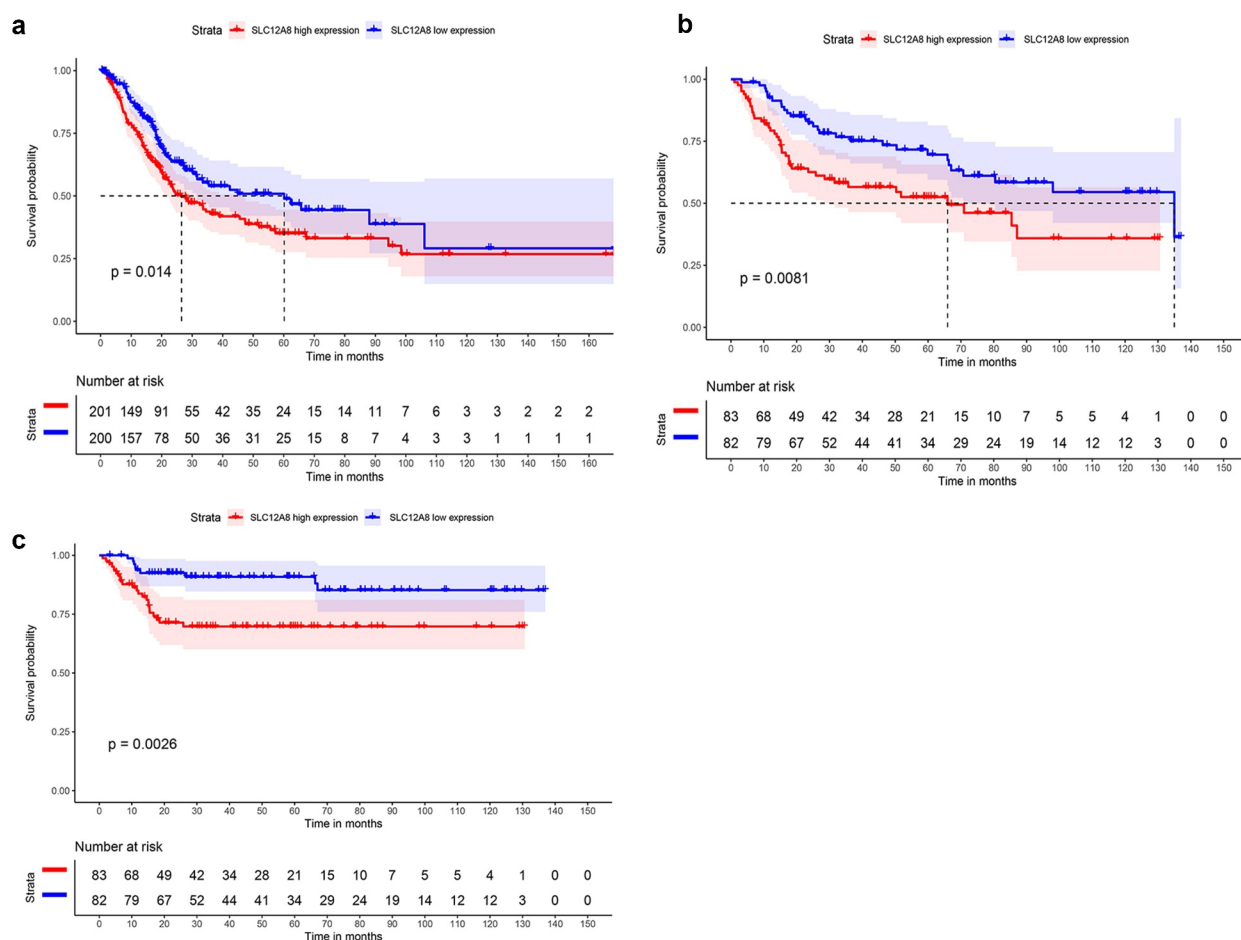 a
Strata SLC12A8 high expression SLC12A8 low expression
1.00
0.75
0.50
0.25
0.00
Survival probability
p = 0.014
0 10 20 30 40 50 60 70 80 90 100 110 120 130 140 150 160
Time in months
Number at risk
Strata
201 149 91 55 42 35 24 15 14 11 7 6 3 3 2 2 2
200 157 78 50 36 31 25 15 8 7 4 3 3 1 1 1 1
0 10 20 30 40 50 60 70 80 90 100 110 120 130 140 150 160
Time in months
b
Strata SLC12A8 high expression SLC12A8 low expression
1.00
0.75
0.50
0.25
0.00
Survival probability
p = 0.0081
0 10 20 30 40 50 60 70 80 90 100 110 120 130 140 150
Time in months
Number at risk
Strata
83 68 49 42 34 28 21 15 10 7 5 5 4 1 0 0
82 79 67 52 44 41 34 29 24 19 14 12 12 3 0 0
0 10 20 30 40 50 60 70 80 90 100 110 120 130 140 150
Time in months
c
Strata SLC12A8 high expression SLC12A8 low expression
1.00
0.75
0.50
0.25
0.00
Survival probability
p = 0.0026
0 10 20 30 40 50 60 70 80 90 100 110 120 130 140 150
Time in months
Number at risk
Strata
83 68 49 42 34 28 21 15 10 7 5 5 4 1 0 0
82 79 67 52 44 41 34 29 24 19 14 12 12 3 0 0
0 10 20 30 40 50 60 70 80 90 100 110 120 130 140 150
Time in months